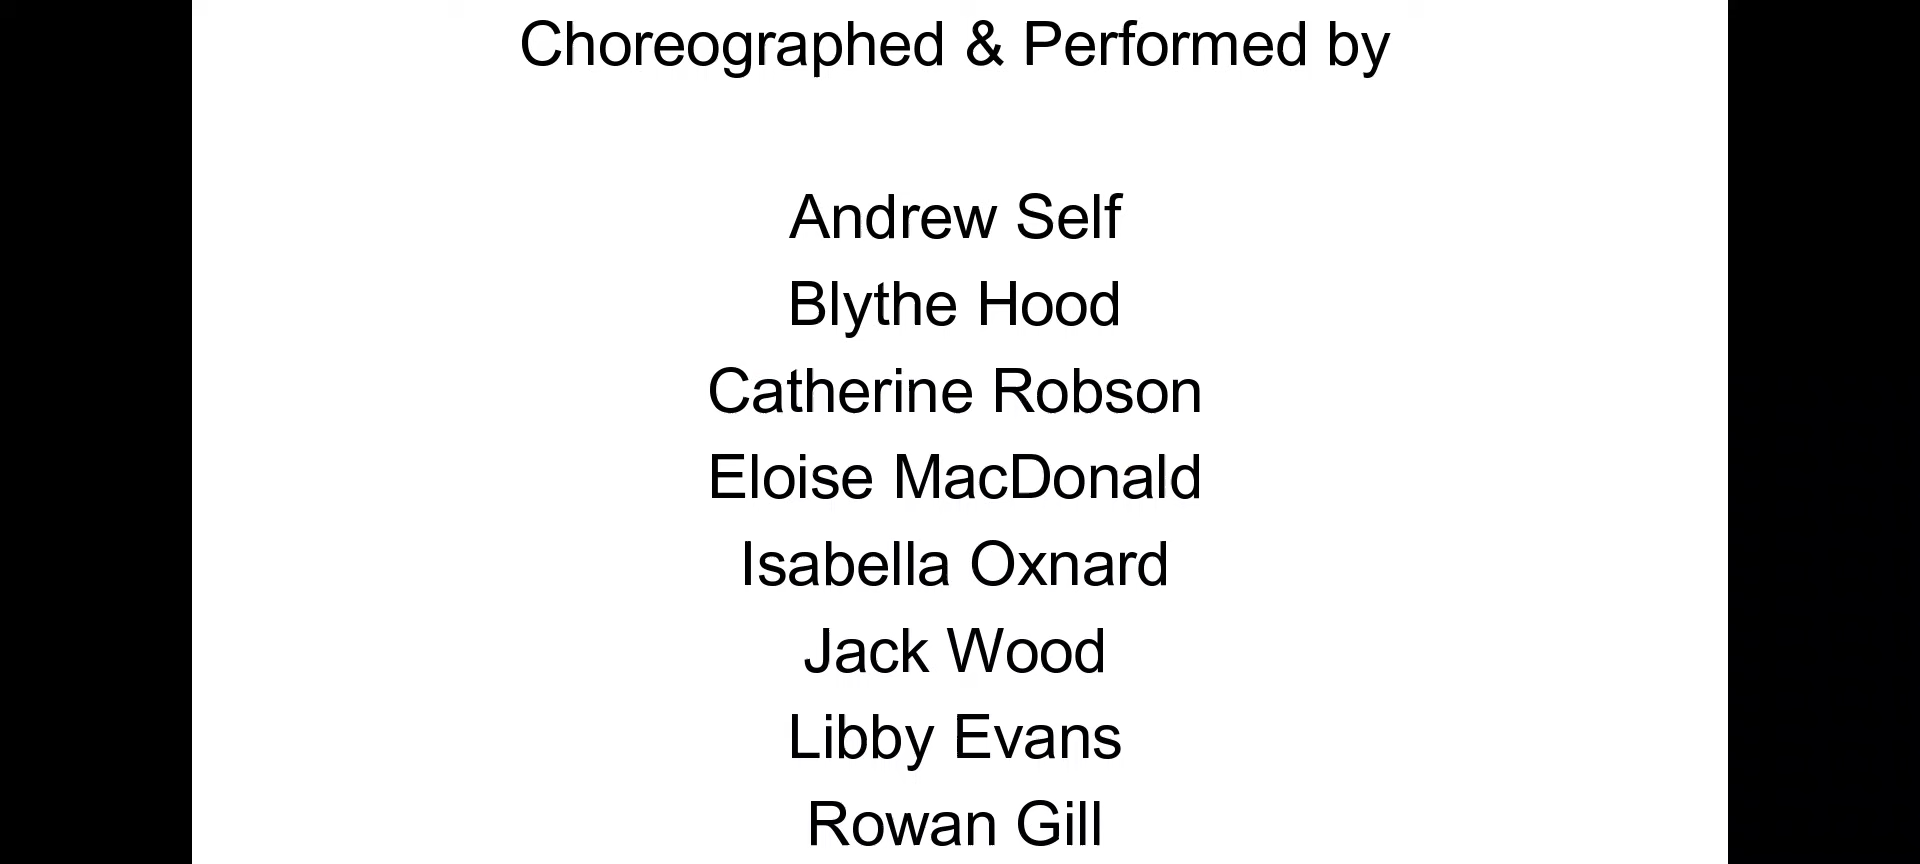 Choreographed & Performed by
Andrew Self
Blythe Hood
Catherine Robson
Eloise MacDonald
Isabella Oxnard
Jack Wood
Libby Evans
Rowan Gill